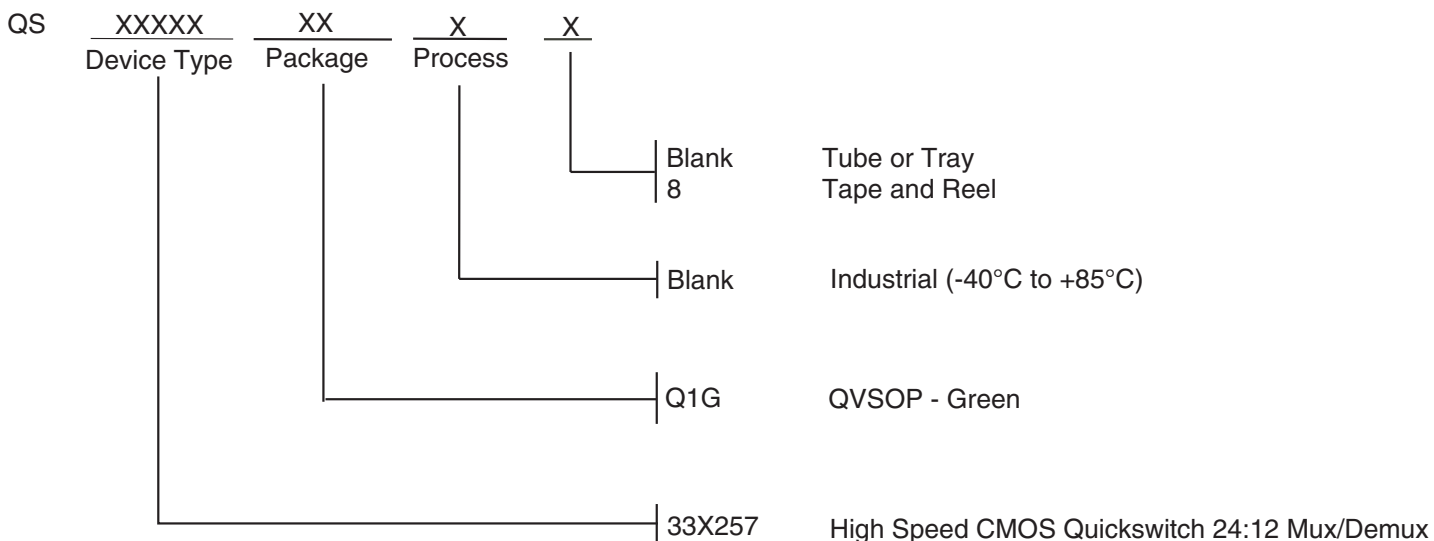 QS XXXXX XX X X
Device Type Package Process
Blank Tube or Tray
8 Tape and Reel
Blank Industrial (-40°C to +85°C)
Q1G QVSOP - Green
33X257 High Speed CMOS Quickswitch 24:12 Mux/Demux